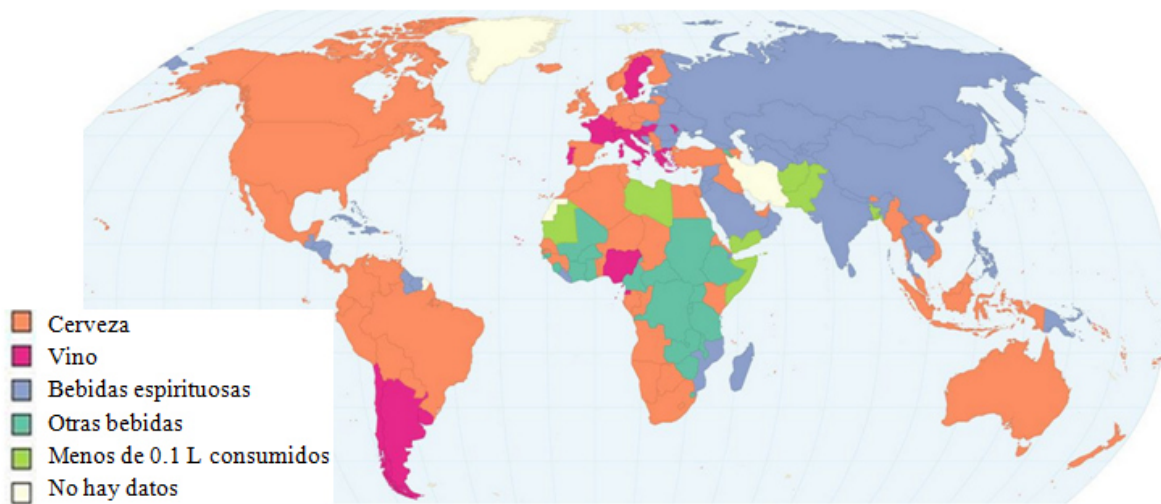 Cerveza
Vino
Bebidas espirituosas
Otras bebidas
Menos de 0.1 L consumidos
No hay datos